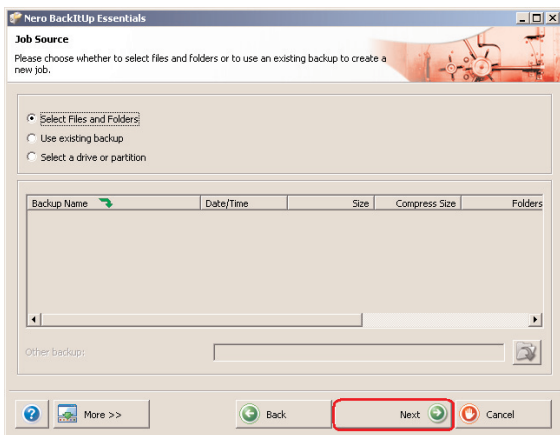 Nero BackItUp Essentials
Job Source
Please choose whether to select files and folders or to use an existing backup to create a
new job.
Select Files and Folders
Use existing backup
Select a drive or partition
Backup Name Date/Time Size Compress Size Folders
Other backup:
More >> Back Next Cancel